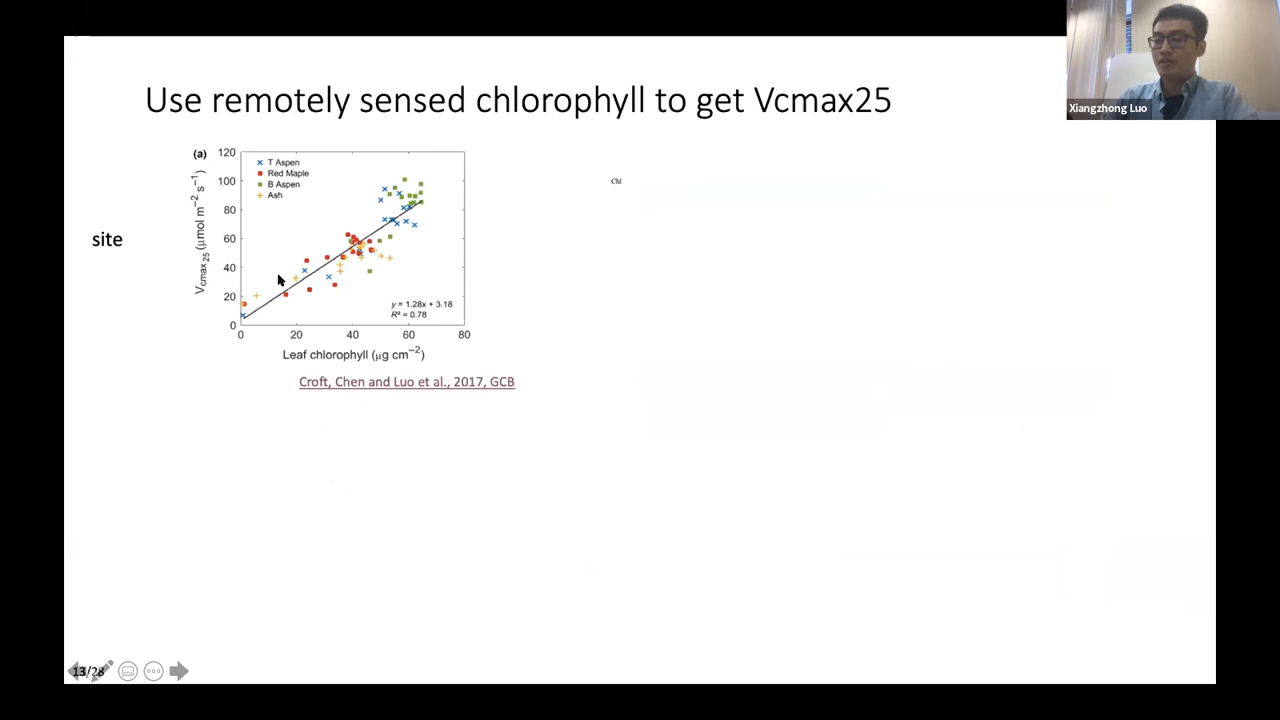 Use remotely sensed chlorophyll to get Vcmax25
Xiangzhong Luo
site
(a)
120
100
80
60
40
20
0
Vcmax25 (μmol m−2 s−1)
T Aspen
Red Maple
B Aspen
Ash
y = 1.28x + 3.18
R² = 0.78
0 20 40 60 80
Leaf chlorophyll (μg cm−2)
Chl
Croft, Chen and Luo et al., 2017, GCB
13/28